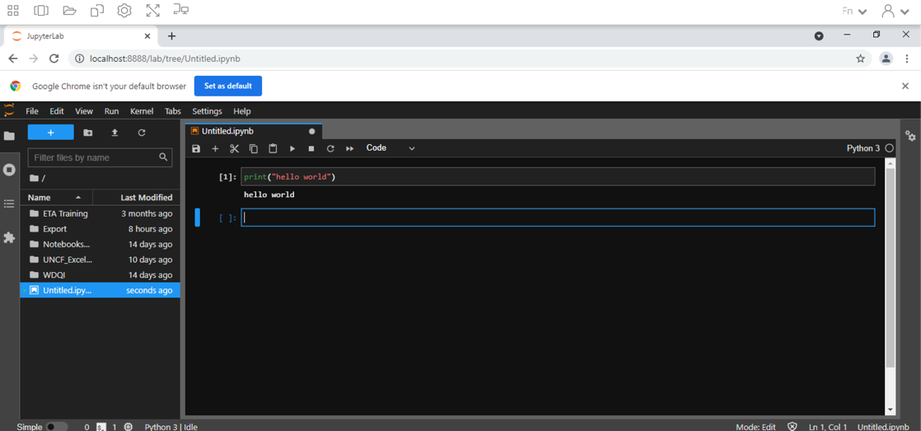 Fn
JupyterLab
localhost:8888/lab/tree/Untitled.ipynb
Google Chrome isn't your default browser
Set as default
File Edit View Run Kernel Tabs Settings Help
Filter files by name
/
Name Last Modified
ETA Training 3 months ago
Export 8 hours ago
Notebooks... 14 days ago
UNCF_Excel... 10 days ago
WDQI 14 days ago
Untitled.ipy... seconds ago
Untitled.ipynb
Code
Python 3
[1]: print("hello world")
hello world
[ ]:
Simple 0 1 Python 3 | Idle Mode: Edit Ln 1, Col 1 Untitled.ipynb